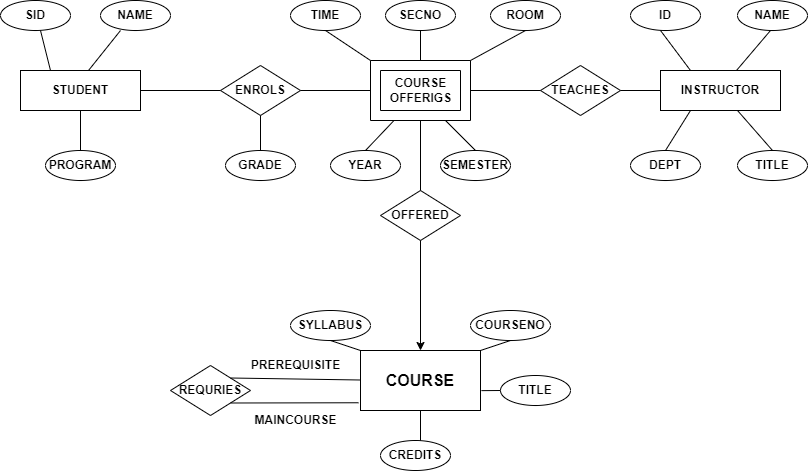 SID
NAME
TIME
SECNO
ROOM
ID
NAME
STUDENT
ENROLS
COURSE
OFFERIGS
TEACHES
INSTRUCTOR
PROGRAM
GRADE
YEAR
SEMESTER
DEPT
TITLE
OFFERED
SYLLABUS
COURSENO
PREREQUISITE
REQURIES
COURSE
TITLE
MAINCOURSE
CREDITS